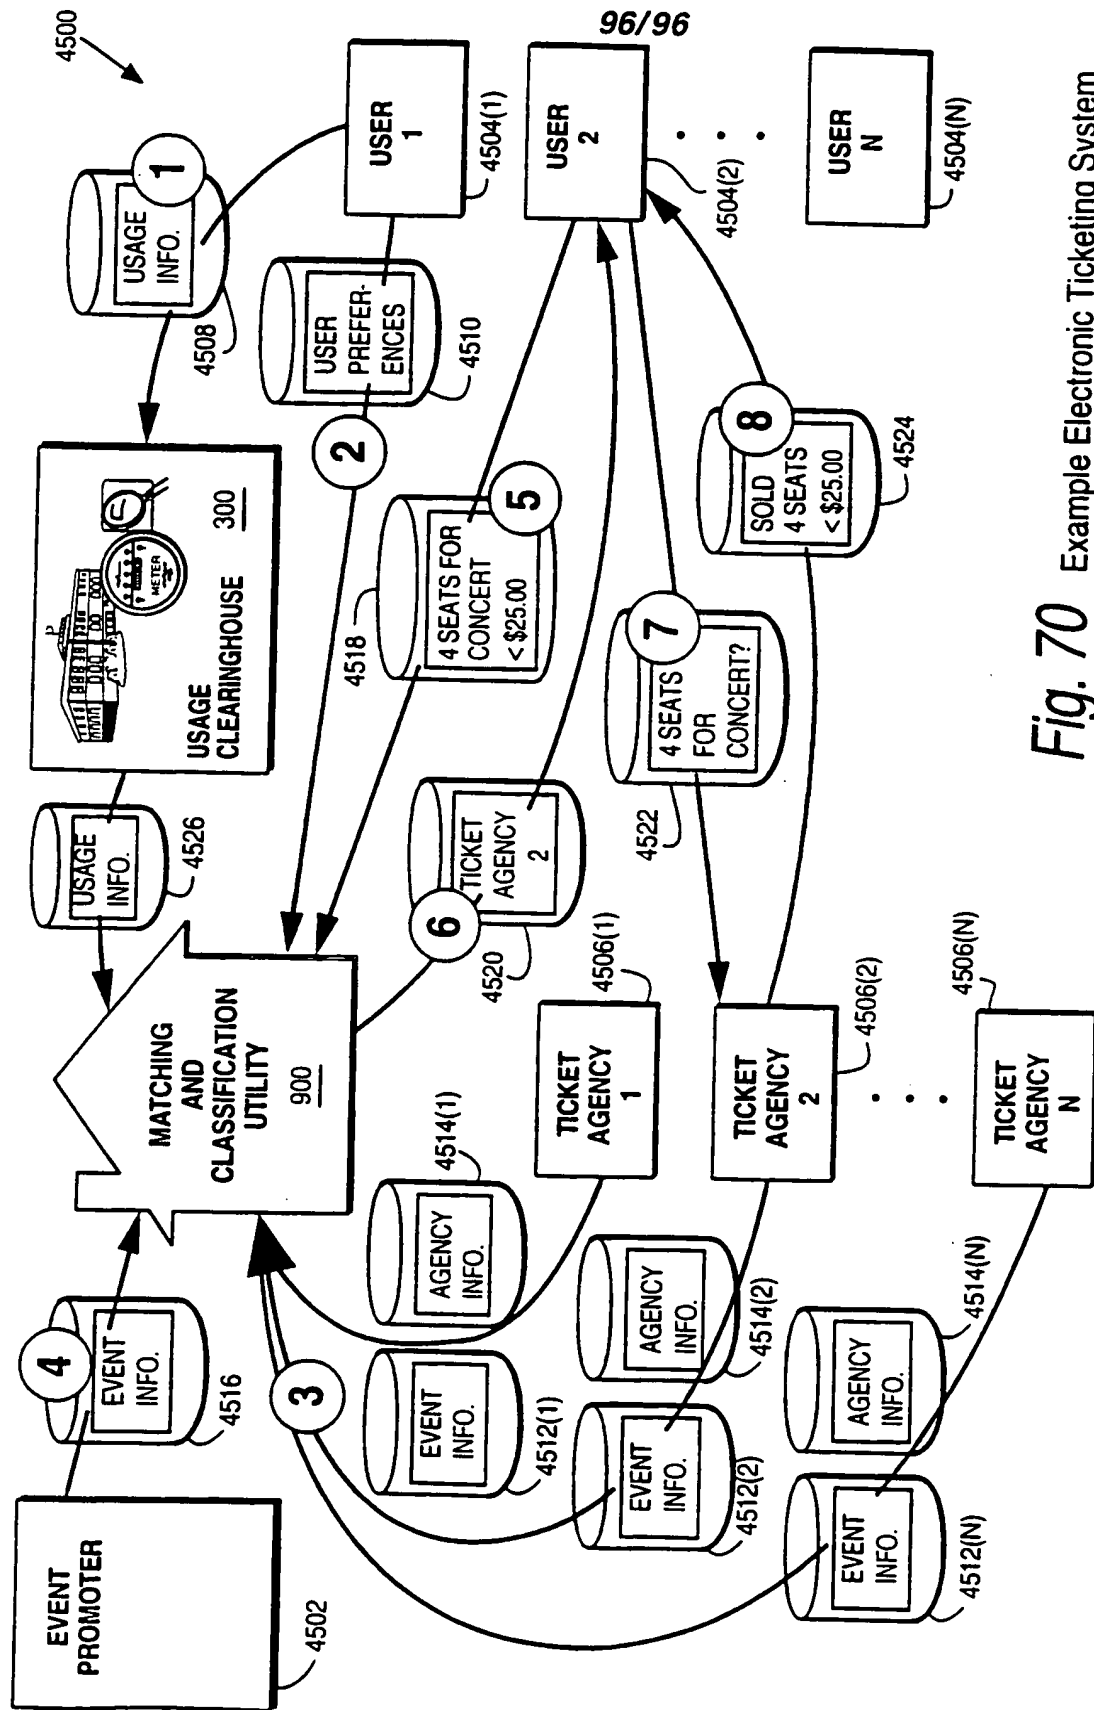 96/96
4500
EVENT
PROMOTER
4502
4
EVENT
INFO.
4516
MATCHING
AND
CLASSIFICATION
UTILITY
900
USAGE
INFO.
4526
METER
300
USAGE
CLEARINGHOUSE
1
USAGE
INFO.
4508
USER
1
4504(1)
2
USER
PREFER-
ENCES
4510
3
EVENT
INFO.
4512(1)
AGENCY
INFO.
4514(1)
TICKET
AGENCY
1
4506(1)
6
TICKET
AGENCY
2
4520
5
4 SEATS FOR
CONCERT
< $25.00
4518
USER
2
4504(2)
EVENT
INFO.
4512(2)
AGENCY
INFO.
4514(2)
TICKET
AGENCY
2
4506(2)
7
4 SEATS
FOR
CONCERT?
4522
8
SOLD
4 SEATS
< $25.00
4524
EVENT
INFO.
4512(N)
AGENCY
INFO.
4514(N)
TICKET
AGENCY
N
4506(N)
USER
N
4504(N)
Fig. 70 Example Electronic Ticketing System